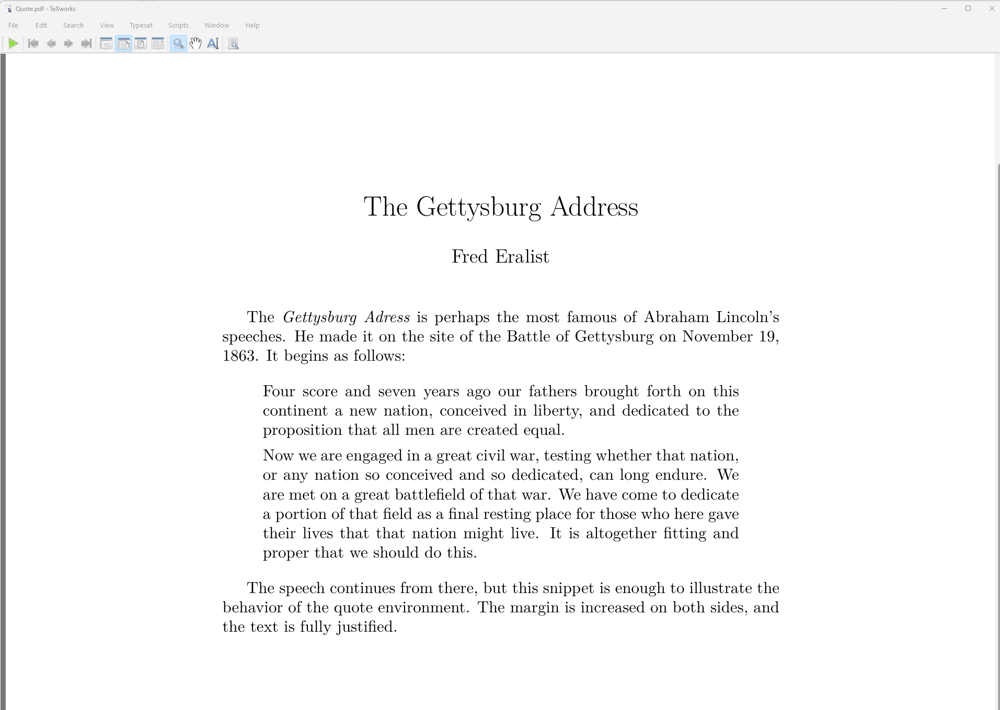 Quote.pdf - TeXworks
File Edit Search View Typeset Scripts Window Help
The Gettysburg Address
Fred Eralist
The Gettysburg Adress is perhaps the most famous of Abraham Lincoln's
speeches. He made it on the site of the Battle of Gettysburg on November 19,
1863. It begins as follows:
Four score and seven years ago our fathers brought forth on this
continent a new nation, conceived in liberty, and dedicated to the
proposition that all men are created equal.
Now we are engaged in a great civil war, testing whether that nation,
or any nation so conceived and so dedicated, can long endure. We
are met on a great battlefield of that war. We have come to dedicate
a portion of that field as a final resting place for those who here gave
their lives that that nation might live. It is altogether fitting and
proper that we should do this.
The speech continues from there, but this snippet is enough to illustrate the
behavior of the quote environment. The margin is increased on both sides, and
the text is fully justified.